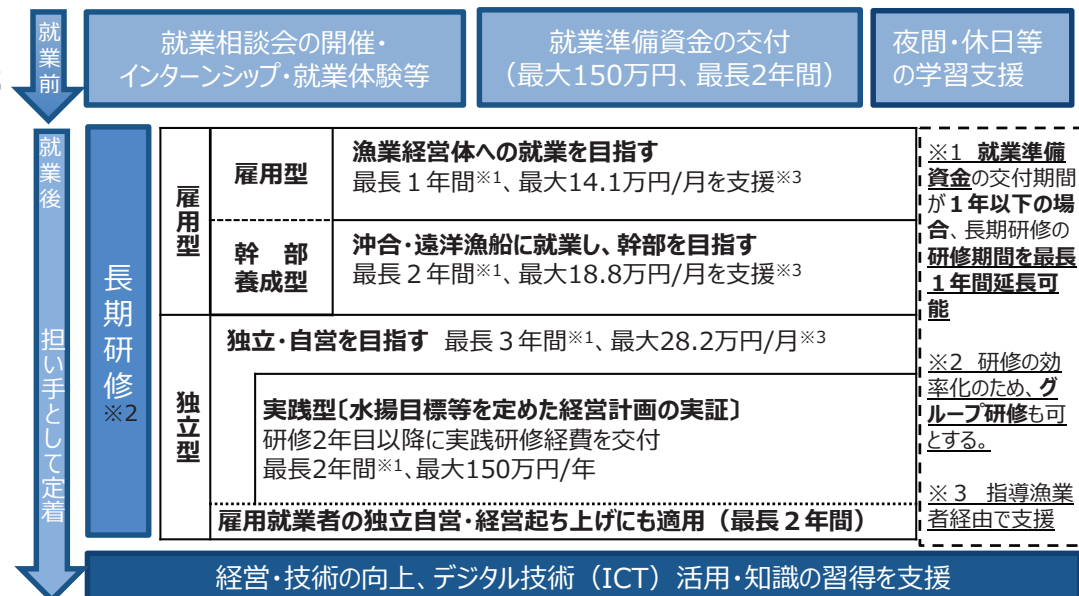 就業前
就業相談会の開催・
インターンシップ・就業体験等
就業準備資金の交付
（最大150万円、最長2年間）
夜間・休日等
の学習支援
就業後
担い手として定着
長期研修
※2
雇用型
雇用型
漁業経営体への就業を目指す
最長１年間※1、最大14.1万円/月を支援※3
幹　部
養成型
沖合・遠洋漁船に就業し、幹部を目指す
最長２年間※1、最大18.8万円/月を支援※3
独立型
独立・自営を目指す 最長３年間※1、最大28.2万円/月※3
実践型〔水揚目標等を定めた経営計画の実証〕
研修2年目以降に実践研修経費を交付
最長2年間※1、最大150万円/年
雇用就業者の独立自営・経営起ち上げにも適用（最長２年間）
※1 就業準備
資金の交付期間
が１年以下の場
合、長期研修の
研修期間を最長
１年間延長可
能
※2 研修の効
率化のため、グ
ループ研修も可
とする。
※３ 指導漁業
者経由で支援
経営・技術の向上、デジタル技術（ICT）活用・知識の習得を支援